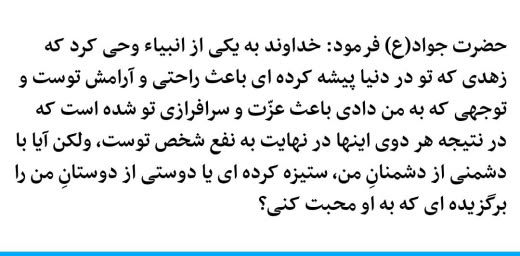 حضرت جواد(ع) فرمود: خداوند به یکی از انبیاء وحی کرد که
زهدی که تو در دنیا پیشه کرده ای باعث راحتی و آرامش توست و
توجهی که به من دادی باعث عزّت و سرافرازی تو شده است که
در نتیجه هر دوی اینها در نهایت به نفع شخص توست، ولکن آیا با
دشمنی از دشمنانِ من، ستیزه کرده ای یا دوستی از دوستانِ من را
برگزیده ای که به او محبت کنی؟